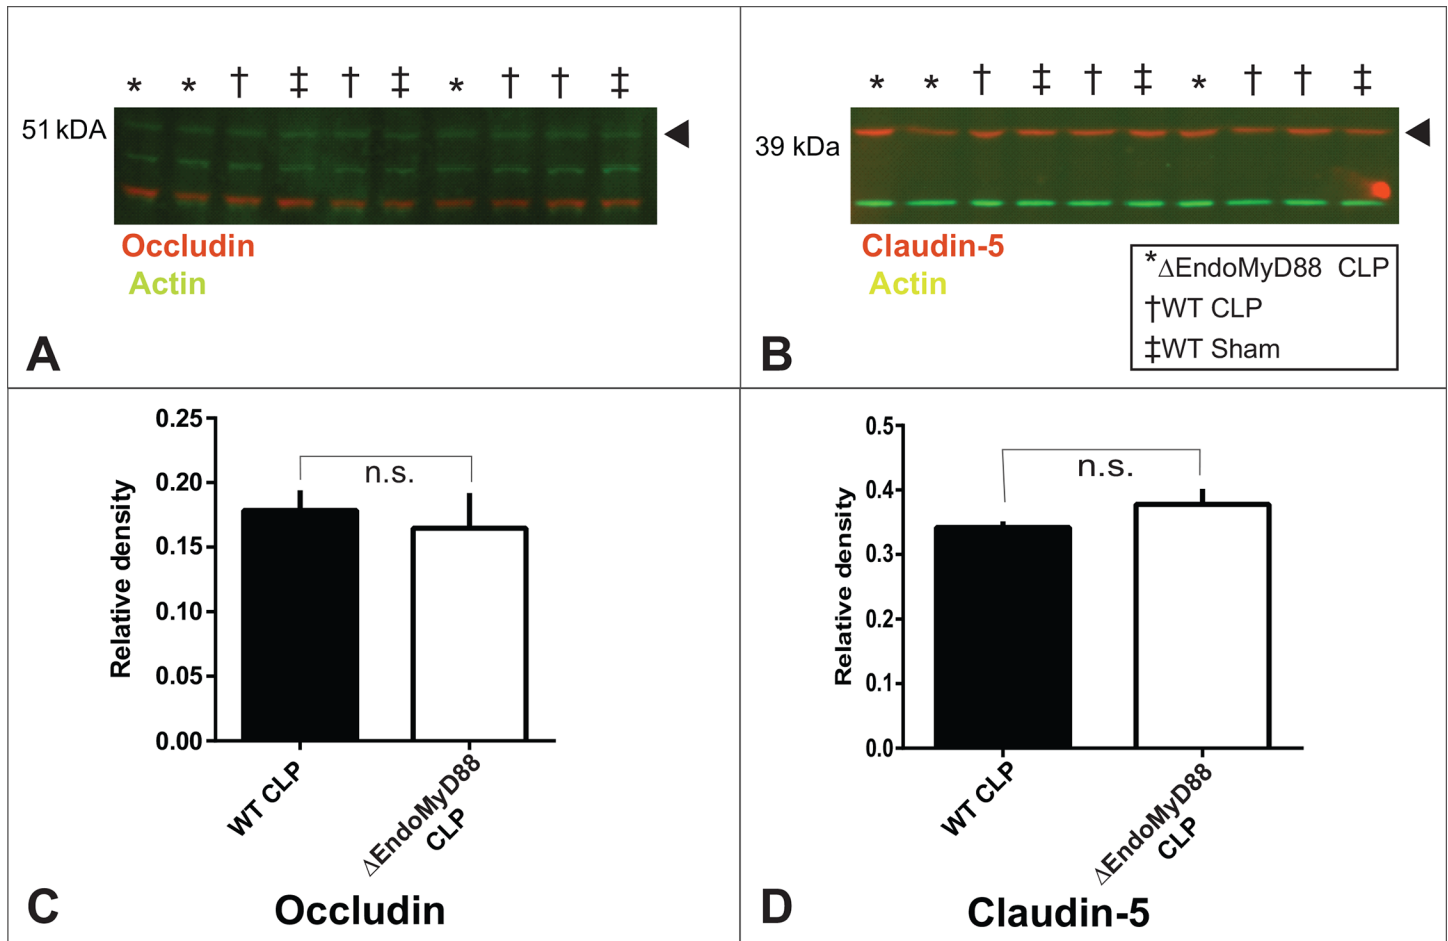 * * † ‡ † ‡ * † † ‡
51 kDA
Occludin
Actin
A
* * † ‡ † ‡ * † † ‡
39 kDa
Claudin-5
Actin
*ΔEndoMyD88 CLP
†WT CLP
‡WT Sham
B
0.25
0.20
0.15
0.10
0.05
0.00
Relative density
n.s.
WT CLP
ΔEndoMyD88
CLP
Occludin
C
0.5
0.4
0.3
0.2
0.1
0.0
Relative density
n.s.
WT CLP
ΔEndoMyD88
CLP
Claudin-5
D